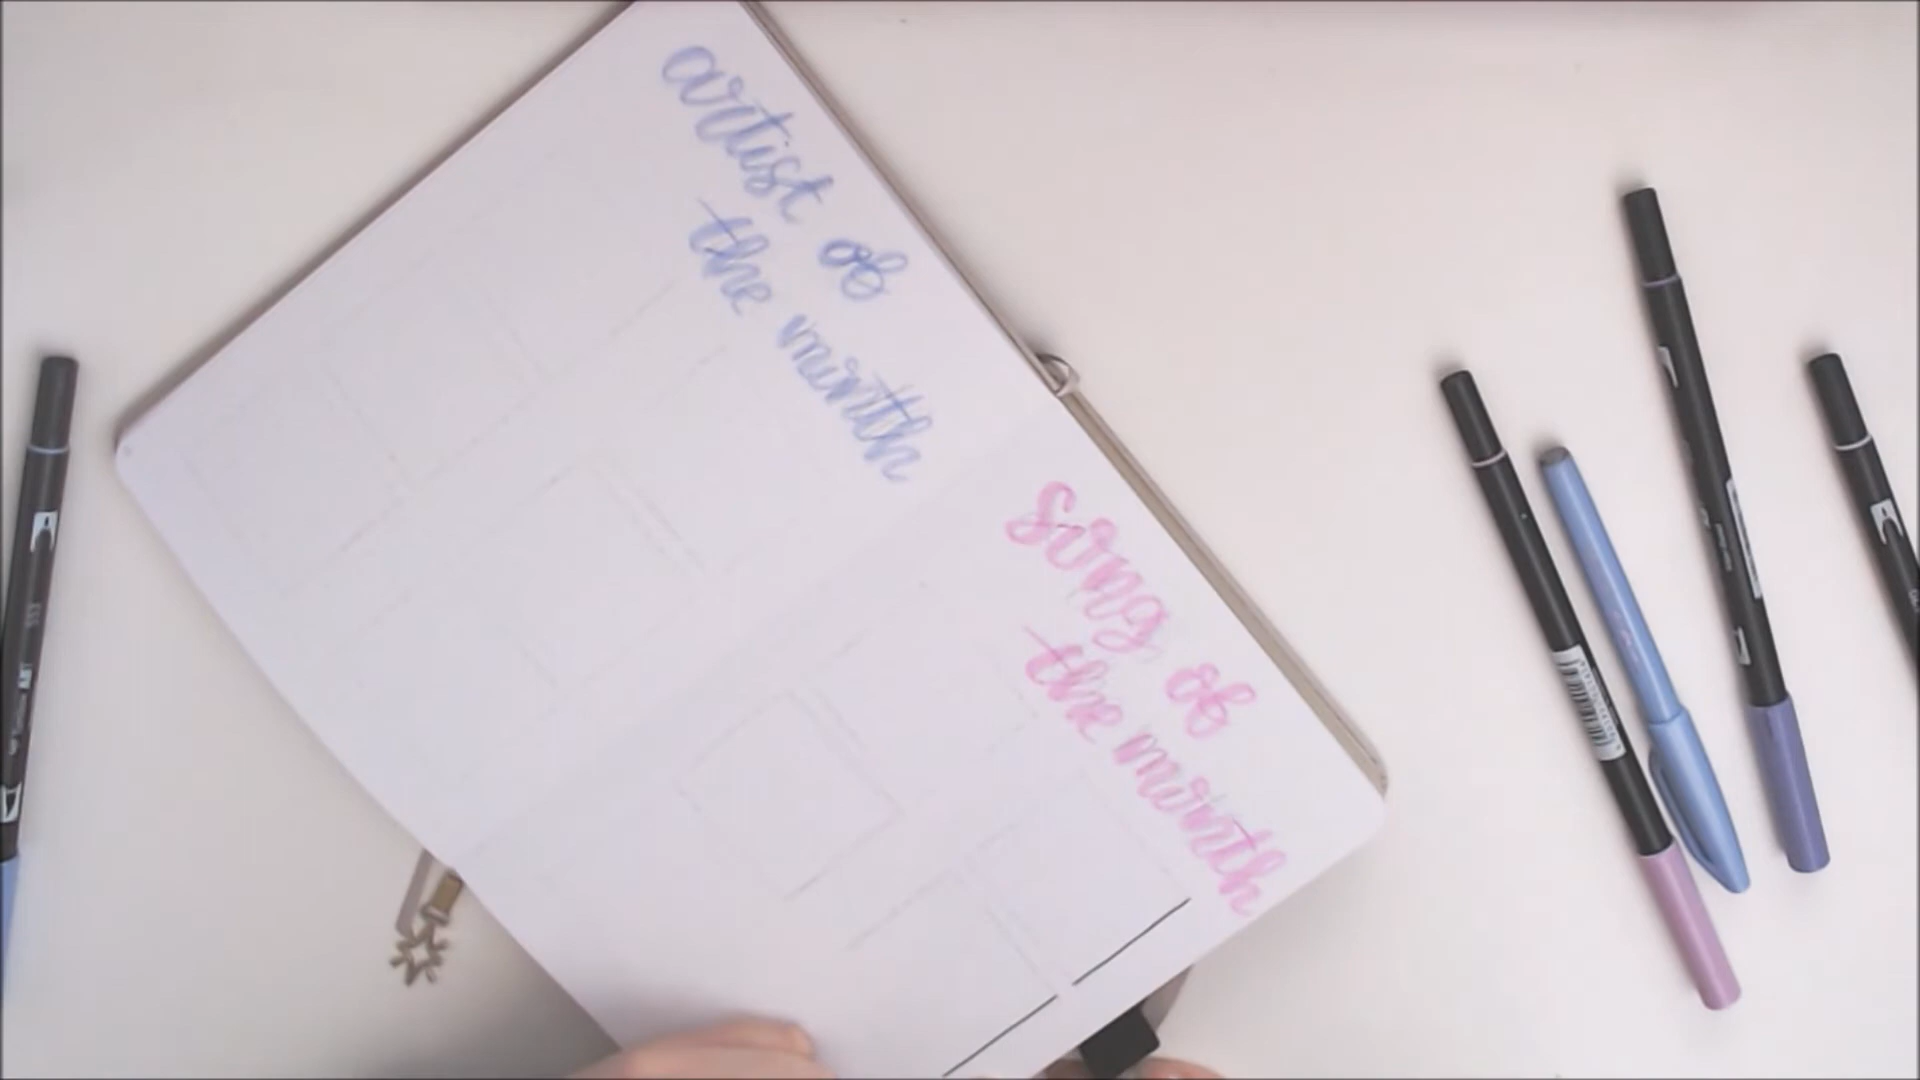 artist of
the month
song of
the month